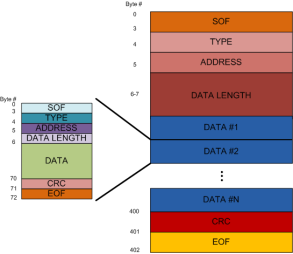 Byte #
0
SOF
3
4
TYPE
5
ADDRESS
6-7
DATA LENGTH
DATA #1
DATA #2
DATA #N
400
CRC
401
EOF
402
Byte #
0
SOF
3
TYPE
4
ADDRESS
5
DATA LENGTH
6
DATA
70
CRC
71
EOF
72